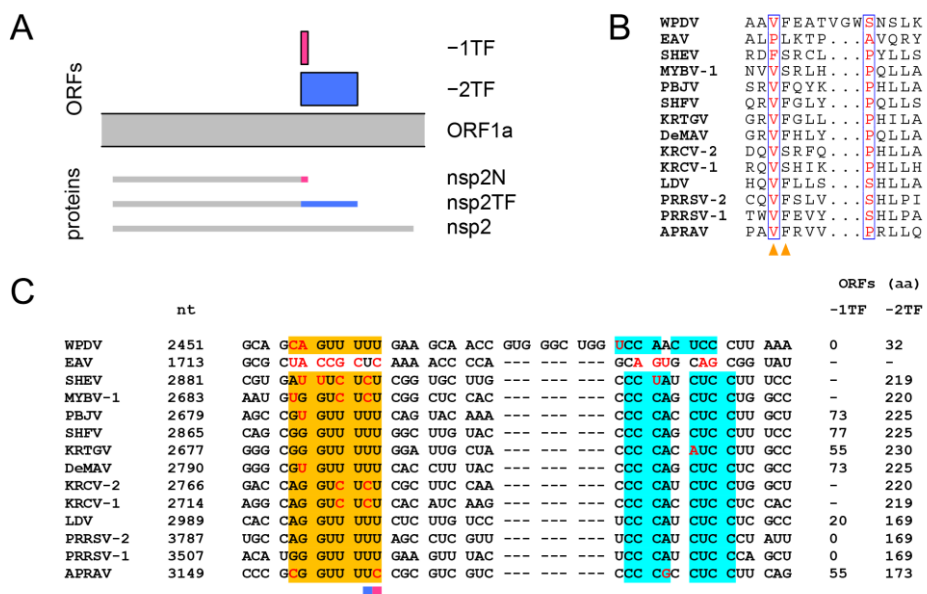 A
ORFs
−1TF
−2TF
ORF1a
proteins
nsp2N
nsp2TF
nsp2
B
WPDV AAVFEATVGWSNSLK
EAV ALPLKTP...AVQRY
SHEV RDFSRCL...PYLLS
MYBV-1 NVVSRLH...PQLLA
PBJV SRVFQYK...PHLLA
SHFV QRVFGLY...PQLLS
KRTGV GRVFGLL...PHILA
DeMAV GRVFHLY...PQLLA
KRCV-2 DQVSRFQ...PHLLA
KRCV-1 RQVSHIK...PHLLH
LDV HQVFLLS...SHLLA
PRRSV-2 CQVFSLV...SHLPI
PRRSV-1 TWVFEVY...SHLPA
APRAV PAVFRVV...PRLLQ
C
ORFs (aa)
nt -1TF -2TF
WPDV 2451 GCA GCA GUU UUU GAA GCA ACC GUG GGC UGG UCC AAC UCC CUU AAA 0 32
EAV 1713 GCG CUA CCG CUC AAA ACC CCA --- --- --- GCA GUG CAG CGG UAU - -
SHEV 2881 CGU GAU UUC UCU CGG UGC UUG --- --- --- CCC UAU CUC CUU UCC - 219
MYBV-1 2683 AAU GUG GUC UCU CGG CUC CAC --- --- --- CCC CAG CUC CUG GCC - 220
PBJV 2679 AGC CGU GUU UUU CAG UAC AAA --- --- --- CCC CAC CUC CUU GCU 73 225
SHFV 2865 CAG CGG GUU UUU GGC UUG UAC --- --- --- CCC CAG CUC CUU UCC 77 225
KRTGV 2677 GGG CGG GUU UUU GGA UUG CUA --- --- --- CCC CAC AUC CUU GCC 55 230
DeMAV 2790 GGG CGU GUU UUU CAC CUU UAC --- --- --- CCC CAG CUC CUC GCC 73 225
KRCV-2 2766 GAC CAG GUC UCU CGC UUC CAA --- --- --- CCC CAU CUC CUG GCU - 219
KRCV-1 2714 AGG CAG GUC UCU CAC AUC AAG --- --- --- CCC CAU CUC CUC CAC - 219
LDV 2989 CAC CAG GUU UUU CUC UUG UCC --- --- --- UCC CAU CUC CUC GCC 20 169
PRRSV-2 3787 UGC CAG GUU UUU AGC CUC GUU --- --- --- UCC CAU CUC CCU AUU 0 169
PRRSV-1 3507 ACA UGG GUU UUU GAA GUU UAC --- --- --- UCC CAU CUC CCA GCU 0 169
APRAV 3149 CCC GCG GUU UUC CGC GUC GUC --- --- --- CCC CGC CUC CUU CAG 55 173